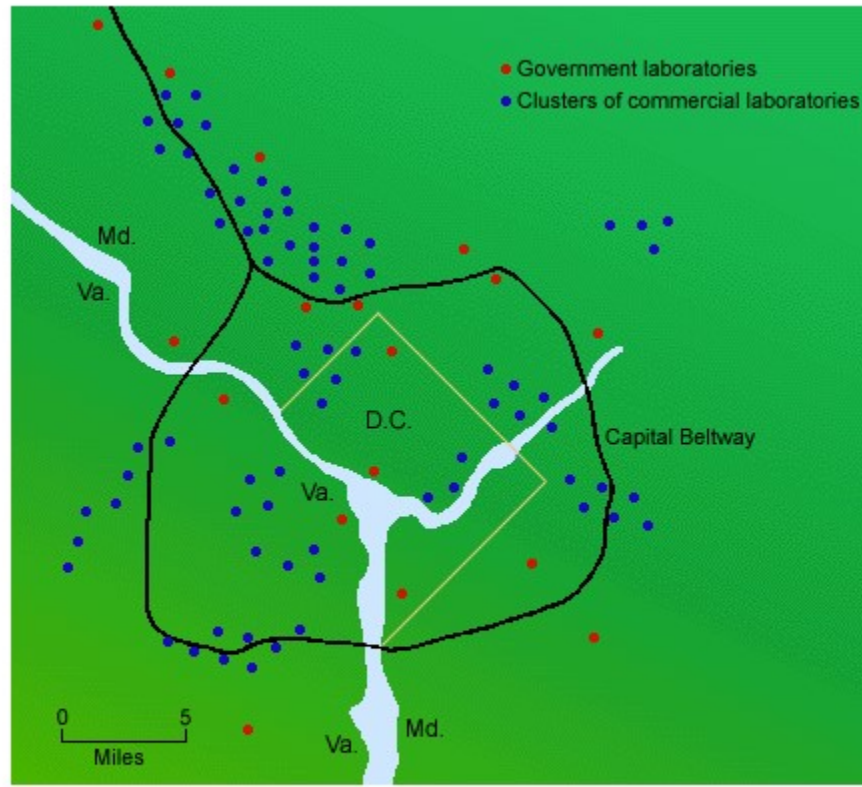 Government laboratories
Clusters of commercial laboratories
Md.
Va.
D.C.
Capital Beltway
Va.
0 5
Miles
Va.
Md.